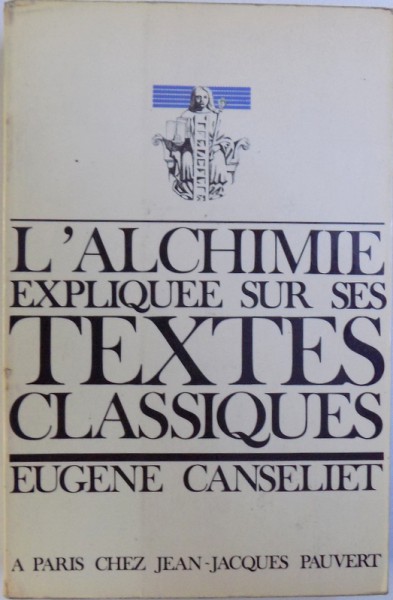 L'ALCHIMIE
EXPLIQUEE SUR SES
TEXTES
CLASSIQUES
EUGENE CANSELIET
A PARIS CHEZ JEAN-JACQUES PAUVERT